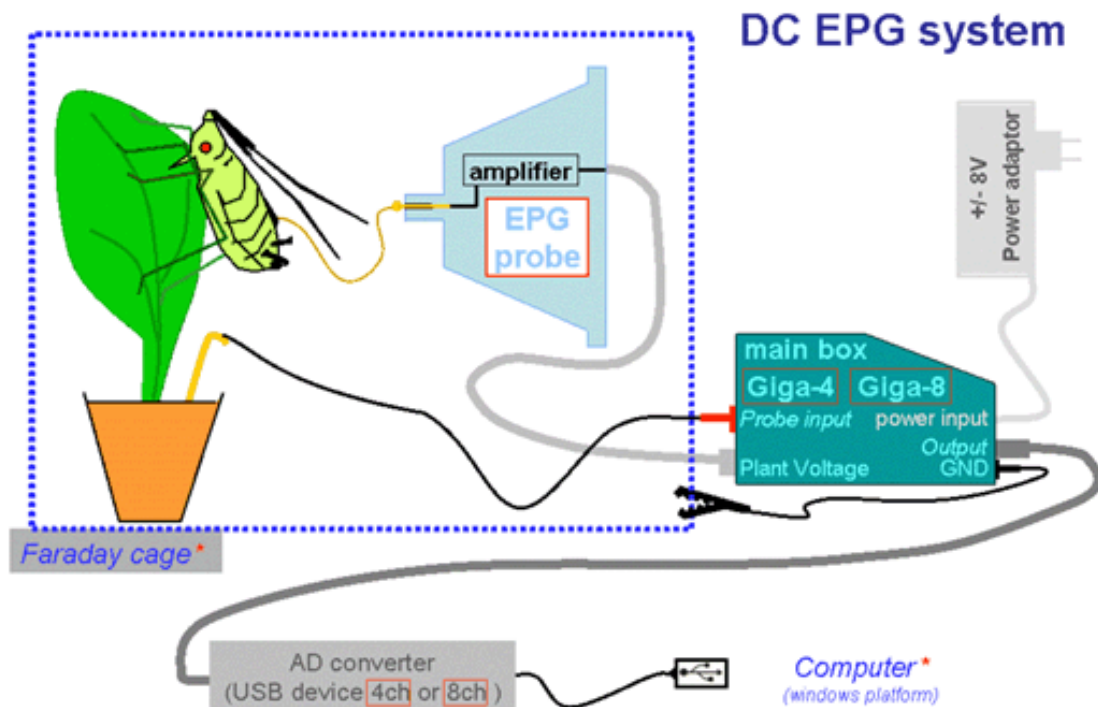 DC EPG system
amplifier
EPG
probe
+/- 8V
Power adaptor
main box
Giga-4 Giga-8
Probe input power input
Output
Plant Voltage GND
Faraday cage*
AD converter
(USB device 4ch or 8ch )
Computer*
(windows platform)